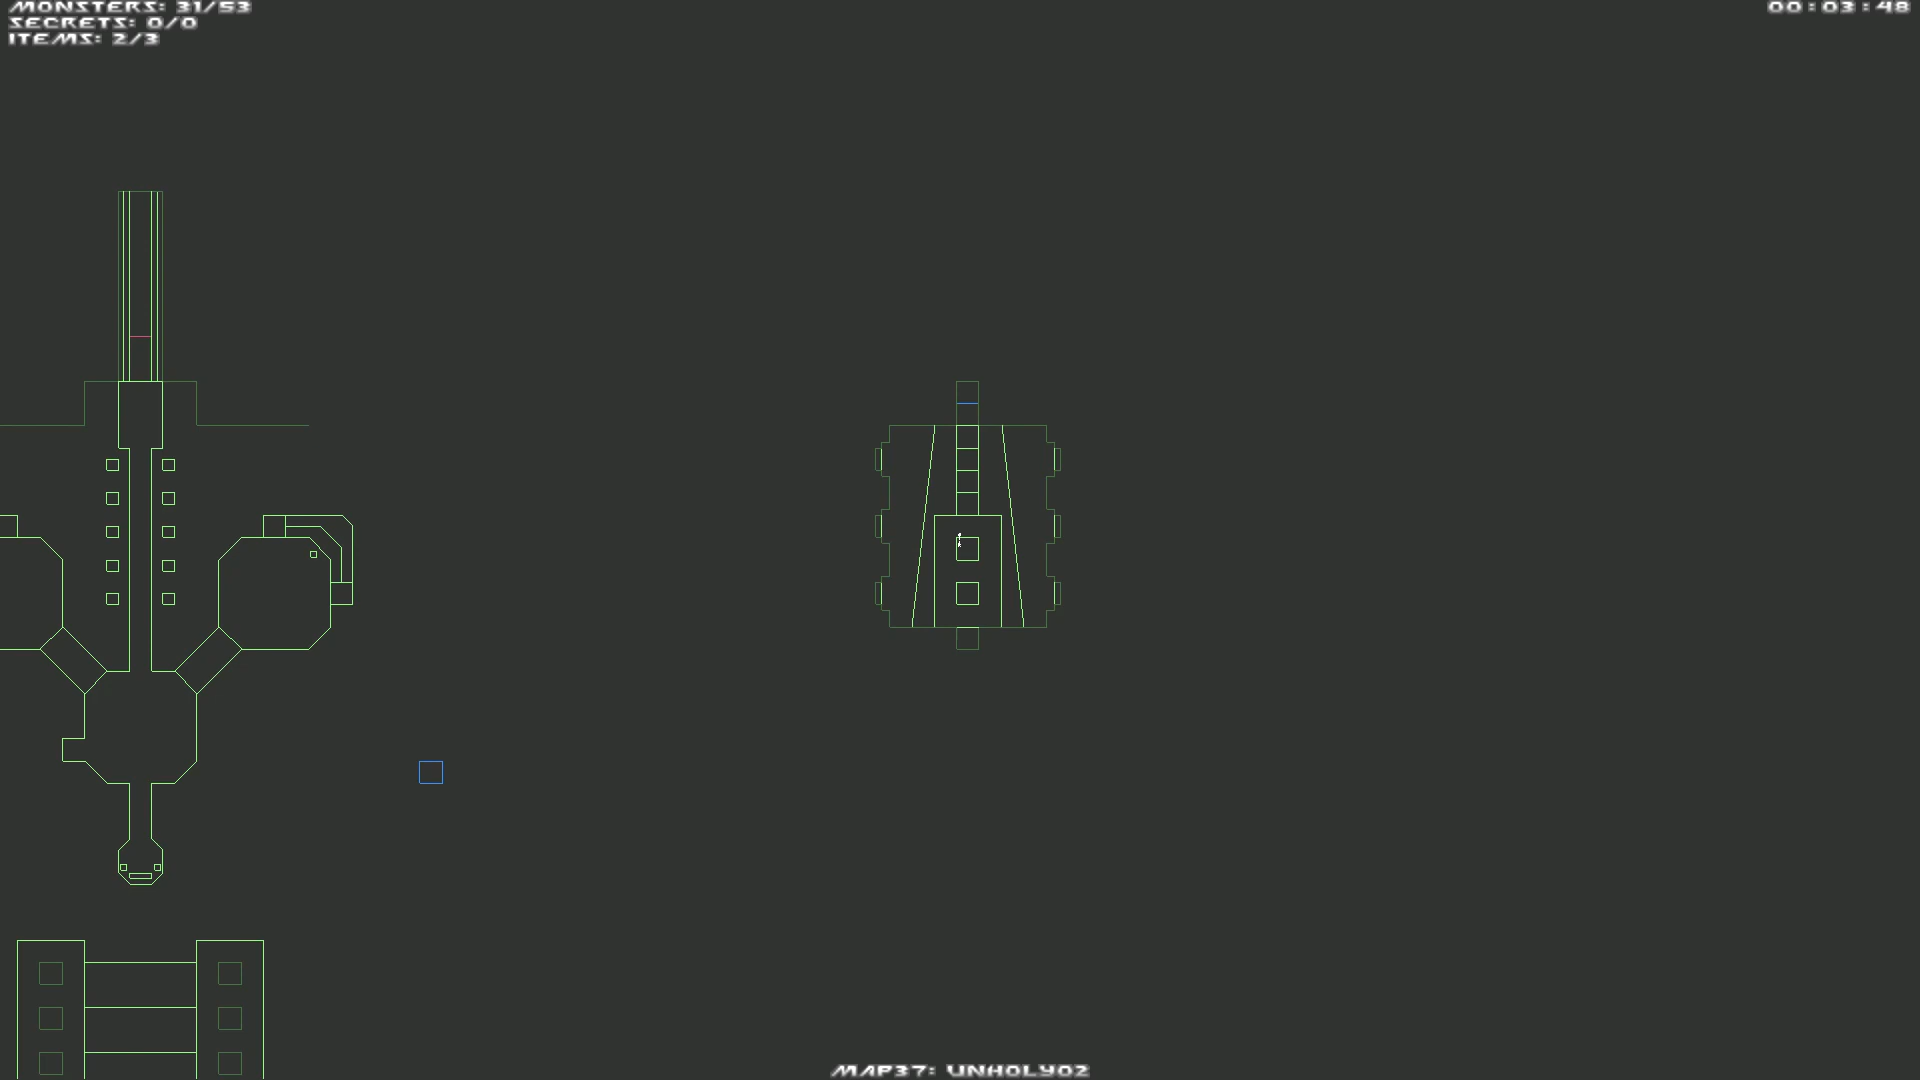 MONSTERS: 31/53
SECRETS: 0/0
ITEMS: 2/3
00:03:48
MAP37: UNHOLY02